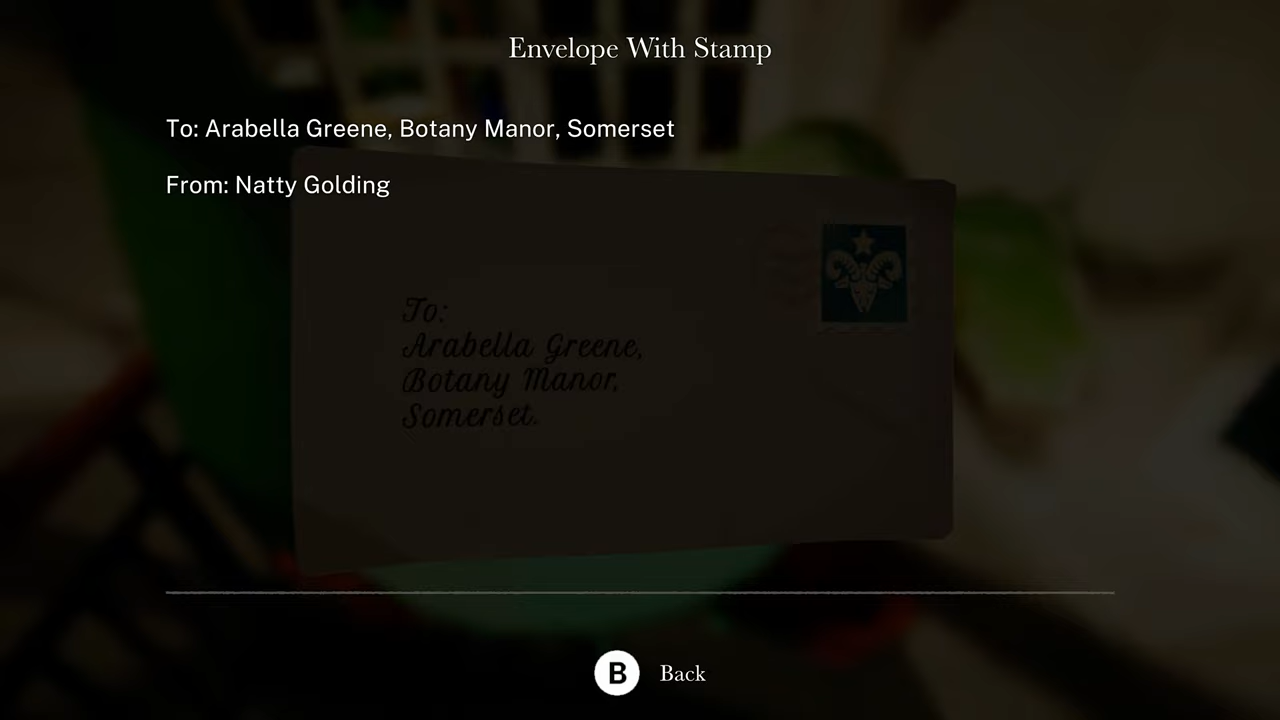 Envelope With Stamp
To: Arabella Greene, Botany Manor, Somerset
From: Natty Golding
To:
Arabella Greene,
Botany Manor,
Somerset.
B Back